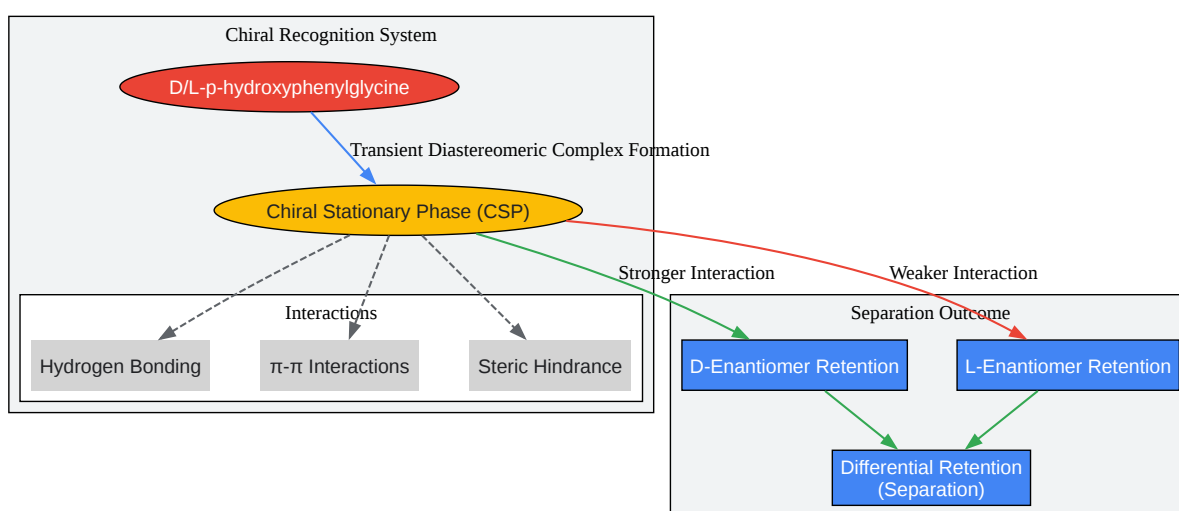 Chiral Recognition System
D/L-p-hydroxyphenylglycine
Transient Diastereomeric Complex Formation
Chiral Stationary Phase (CSP)
Stronger Interaction
Weaker Interaction
Interactions
Separation Outcome
Hydrogen Bonding
π-π Interactions
Steric Hindrance
D-Enantiomer Retention
L-Enantiomer Retention
Differential Retention
(Separation)